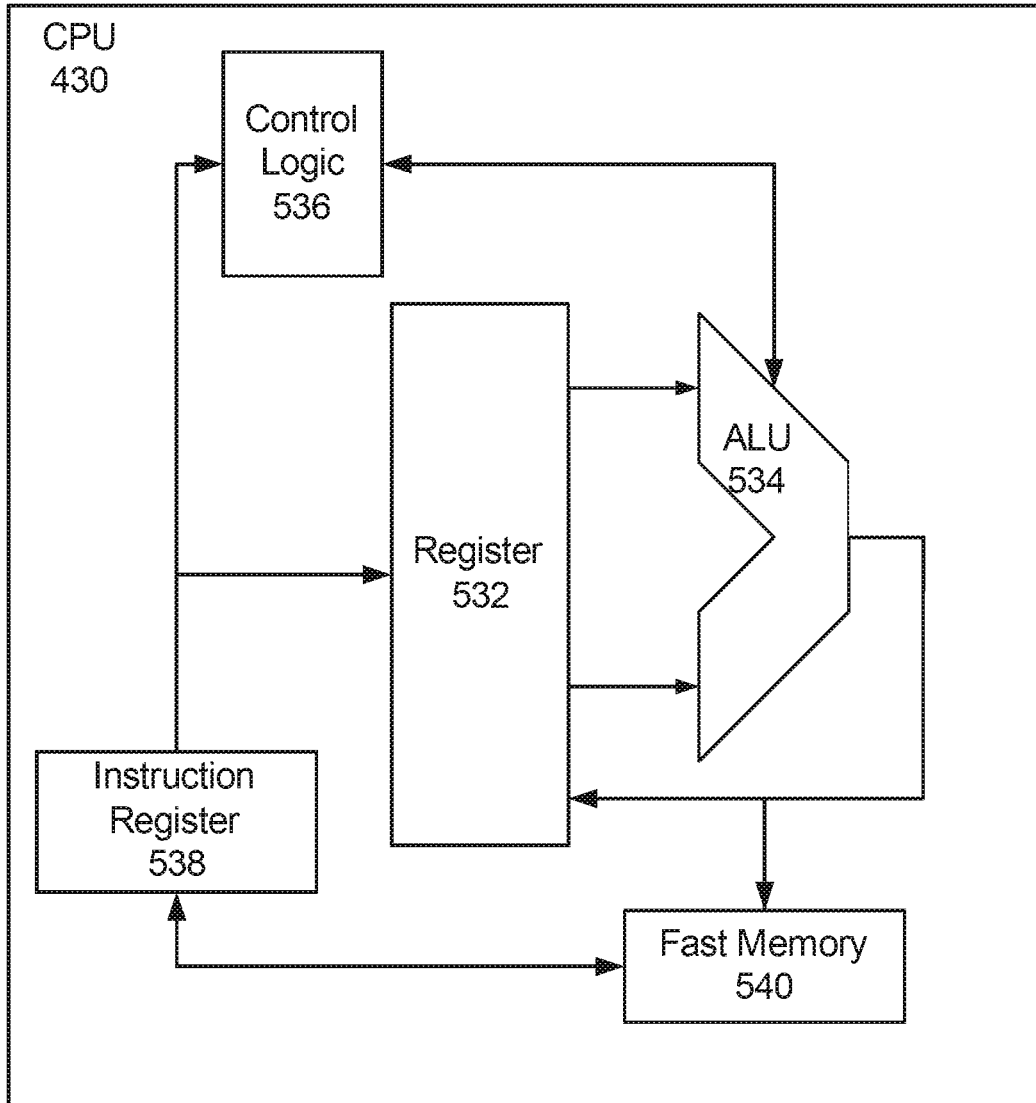 CPU
430
Control
Logic
536
ALU
534
Register
532
Instruction
Register
538
Fast Memory
540